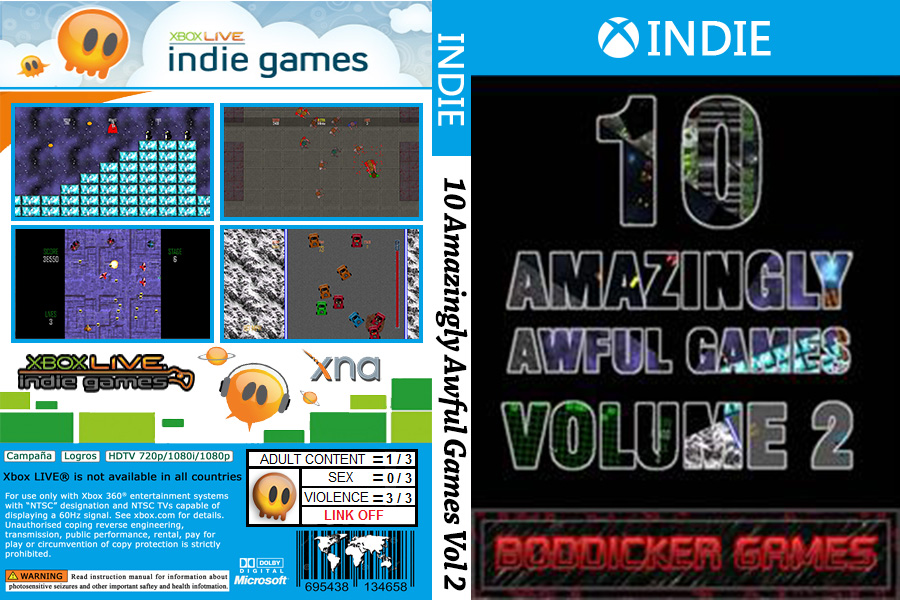 XBOX LIVE
indie games
SCORE
38550
STAGE
6
LIVES
3
XBOX LIVE
indie games
xna
Campaña Logros HDTV 720p/1080i/1080p
Xbox LIVE® is not available in all countries
For use only with Xbox 360® entertainment systems
with “NTSC” designation and NTSC TVs capable of
displaying a 60Hz signal. See xbox.com for details.
Unauthorised coping reverse engineering,
transmission, public performance, rental, pay for
play or circumvention of copy protection is strictly
prohibited.
WARNING Read instruction manual for information about
photosensitive seizures and other important saftey and health infomation.
ADULT CONTENT = 1 / 3
SEX = 0 / 3
VIOLENCE = 3 / 3
LINK OFF
DOLBY
DIGITAL
Microsoft
695438 134658
INDIE
10 Amazingly Awful Games Vol 2
INDIE
10
AMAZINGLY
AWFUL GAMES
VOLUME 2
BODDICKER GAMES